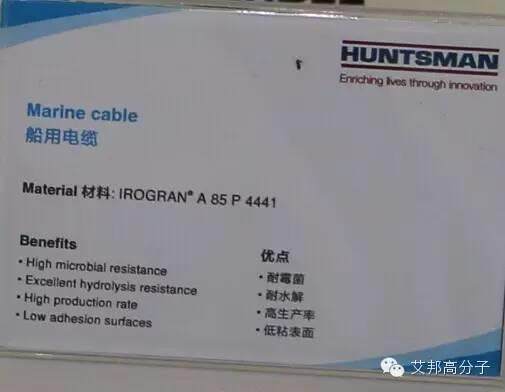 HUNTSMAN
Enriching lives through innovation
Marine cable
船用电缆
Material 材料: IROGRAN® A 85 P 4441
Benefits
• High microbial resistance
• Excellent hydrolysis resistance
• High production rate
• Low adhesion surfaces
优点
• 耐霉菌
• 耐水解
• 高生产率
• 低粘表面
艾邦高分子